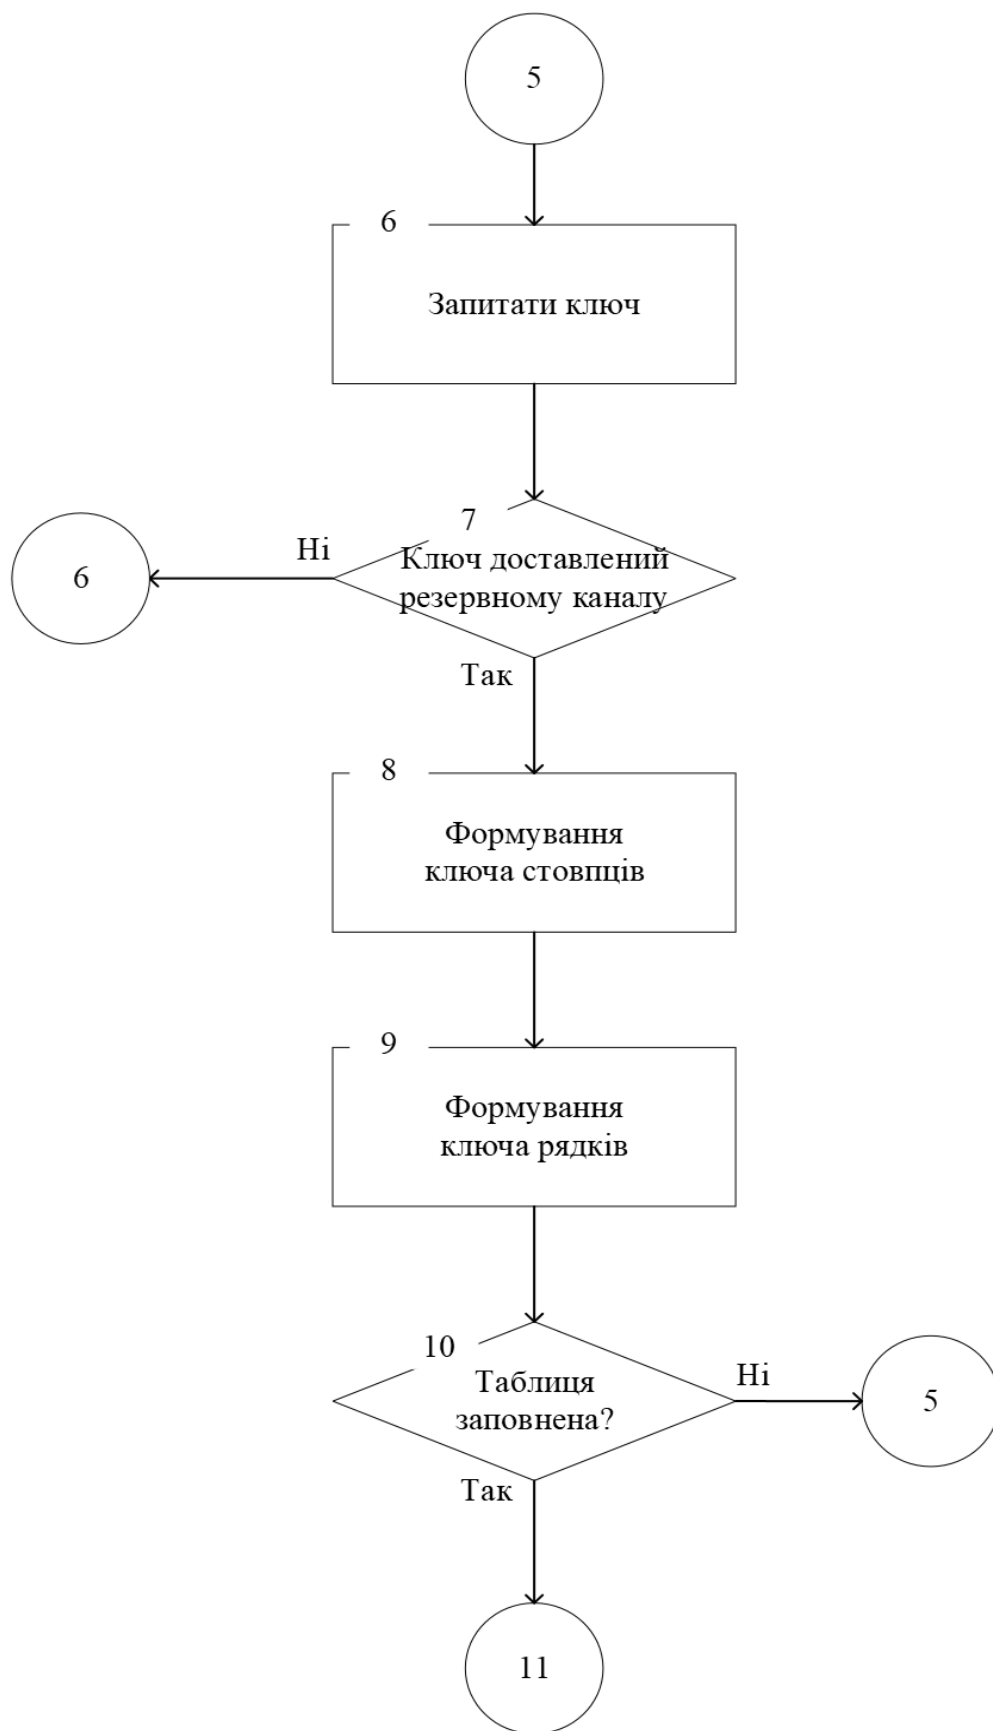 5
6
Запитати ключ
7
Ключ доставлений
резервному каналу
Ні
6
Так
8
Формування
ключа стовпців
9
Формування
ключа рядків
10
Таблиця
заповнена?
Ні
5
Так
11